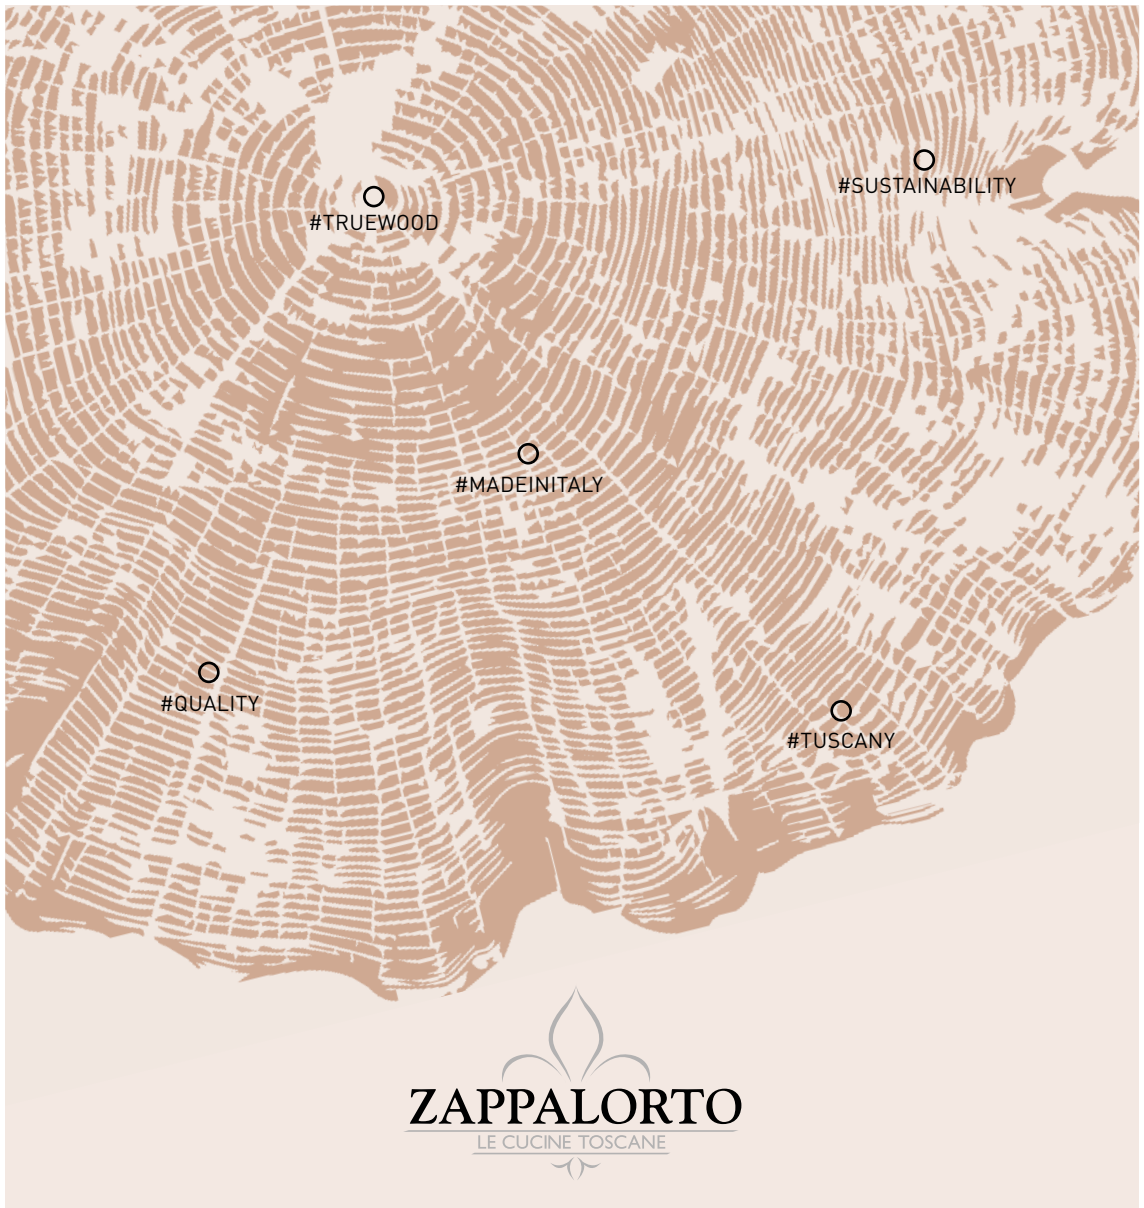 #SUSTAINABILITY
#TRUEWOOD
#MADEINITALY
#QUALITY
#TUSCANY
ZAPPALORTO
LE CUCINE TOSCANE